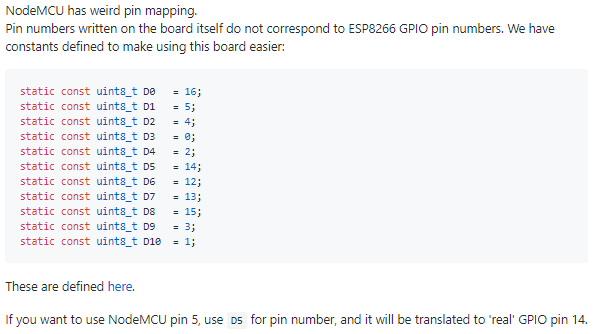 NodeMCU has weird pin mapping.
Pin numbers written on the board itself do not correspond to ESP8266 GPIO pin numbers. We have
constants defined to make using this board easier:
static const uint8_t D0   = 16;
static const uint8_t D1   = 5;
static const uint8_t D2   = 4;
static const uint8_t D3   = 0;
static const uint8_t D4   = 2;
static const uint8_t D5   = 14;
static const uint8_t D6   = 12;
static const uint8_t D7   = 13;
static const uint8_t D8   = 15;
static const uint8_t D9   = 3;
static const uint8_t D10  = 1;
These are defined here.
If you want to use NodeMCU pin 5, use D5 for pin number, and it will be translated to 'real' GPIO pin 14.